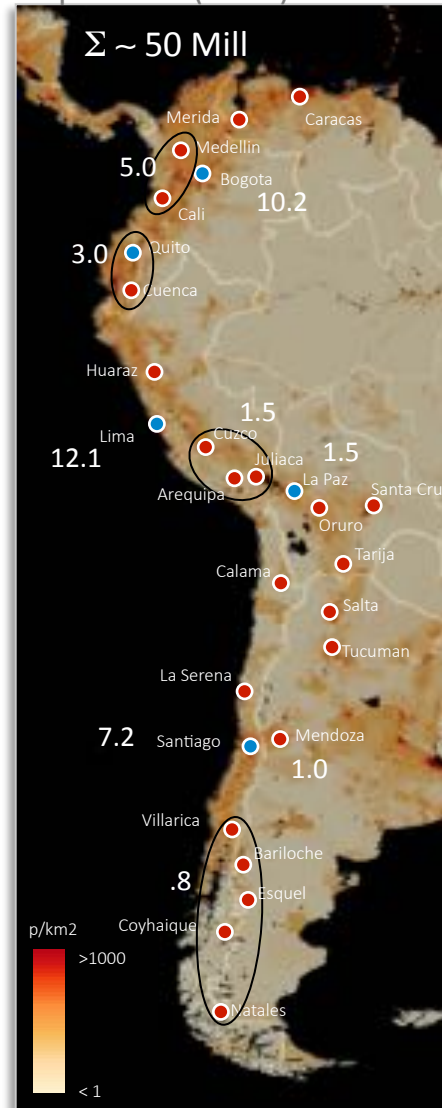 Σ ~ 50 Mill
Caracas
Merida
Medellin
5.0
Bogota
10.2
Cali
3.0
Quito
Cuenca
Huaraz
1.5
Lima
Cuzco
1.5
12.1
Juliaca
La Paz
Arequipa
Santa Cru
Oruro
Tarija
Calama
Salta
Tucuman
La Serena
7.2
Santiago
Mendoza
1.0
Villarica
Bariloche
.8
Esquel
Coyhaique
p/km2
>1000
Natales
< 1